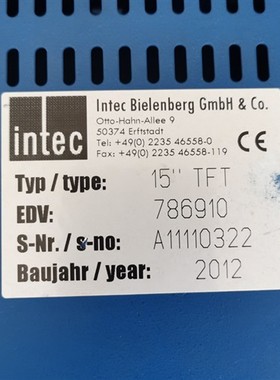 intec
Intec Bielenberg GmbH & Co.
Otto-Hahn-Allee 9
50374 Erftstadt
Tel: +49(0) 2235 46558-0
Fax: +49(0) 2235 46558-119
CE
Typ / type: 15'' TFT
EDV: 786910
S-Nr. / s-no: A11110322
Baujahr / year: 2012